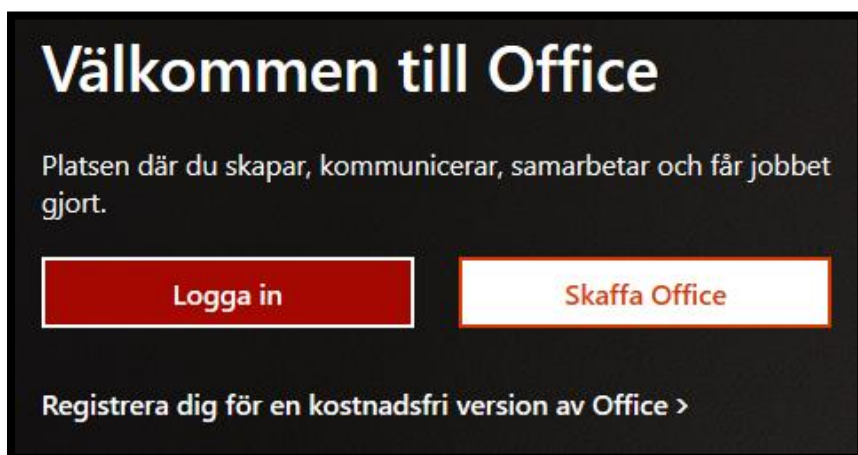 Välkommen till Office
Platsen där du skapar, kommunicerar, samarbetar och får jobbet
gjort.
Logga in
Skaffa Office
Registrera dig för en kostnadsfri version av Office >